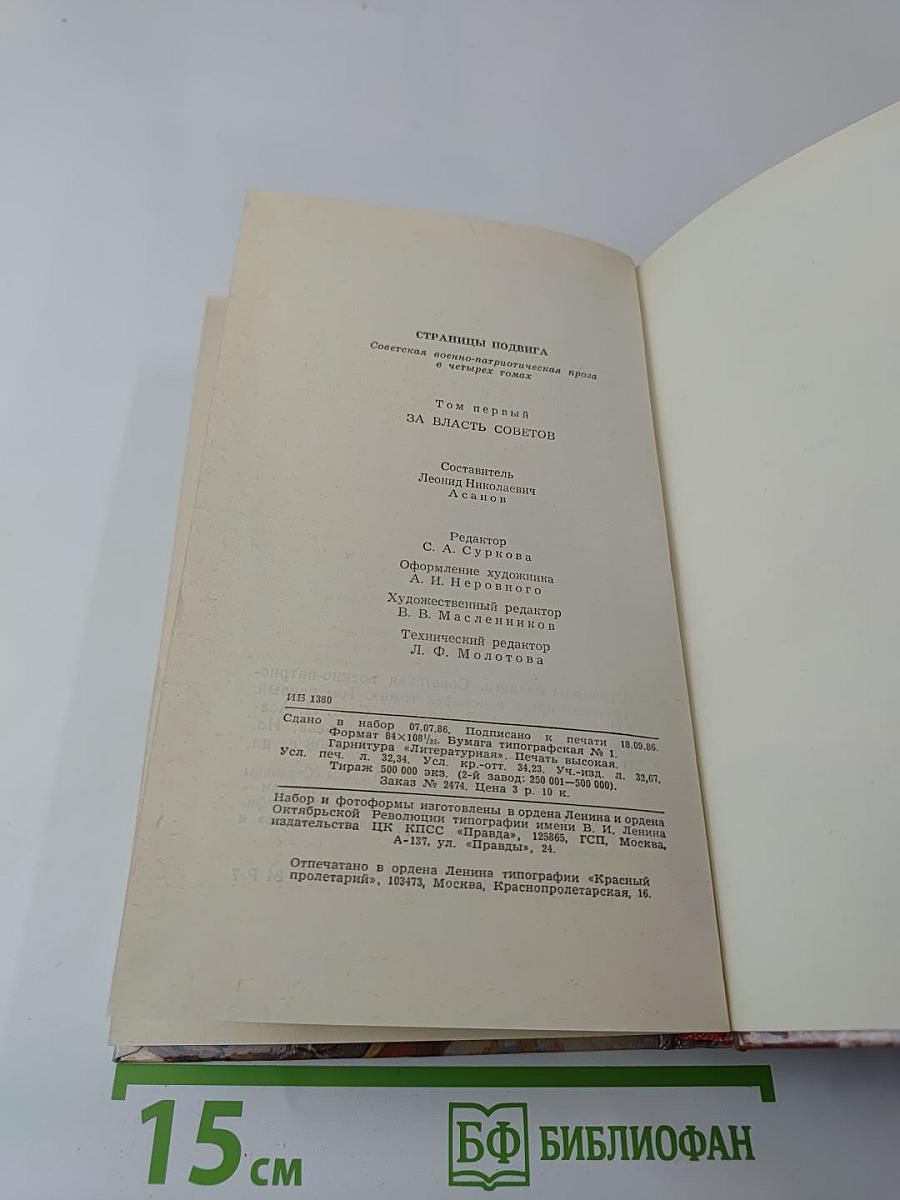 СТРАНИЦЫ ПОДВИГА
Советская военно-патриотическая проза
в четырех томах
Том первый
ЗА ВЛАСТЬ СОВЕТОВ
Составитель
Леонид Николаевич
Асанов
Редактор
С. А. Суркова
Оформление художника
А. И. Неровного
Художественный редактор
В. В. Масленников
Технический редактор
Л. Ф. Молотова
ИБ 1380
Сдано в набор 07.07.86. Подписано к печати 18.09.86.
Формат 84×108¹/₃₂. Бумага типографская № 1.
Гарнитура «Литературная». Печать высокая.
Усл. печ. л. 32,34. Усл. кр.-отт. 34,23. Уч.-изд. л. 33,67.
Тираж 500 000 экз. (2-й завод: 250 001—500 000).
Заказ № 2474. Цена 3 р. 10 к.
Набор и фотоформы изготовлены в ордена Ленина и ордена
Октябрьской Революции типографии имени В. И. Ленина
издательства ЦК КПСС «Правда», 125865, ГСП, Москва,
А-137, ул. «Правды», 24.
Отпечатано в ордена Ленина типографии «Красный
пролетарий», 103473, Москва, Краснопролетарская, 16.
15 см
БФ БИБЛИОФАН